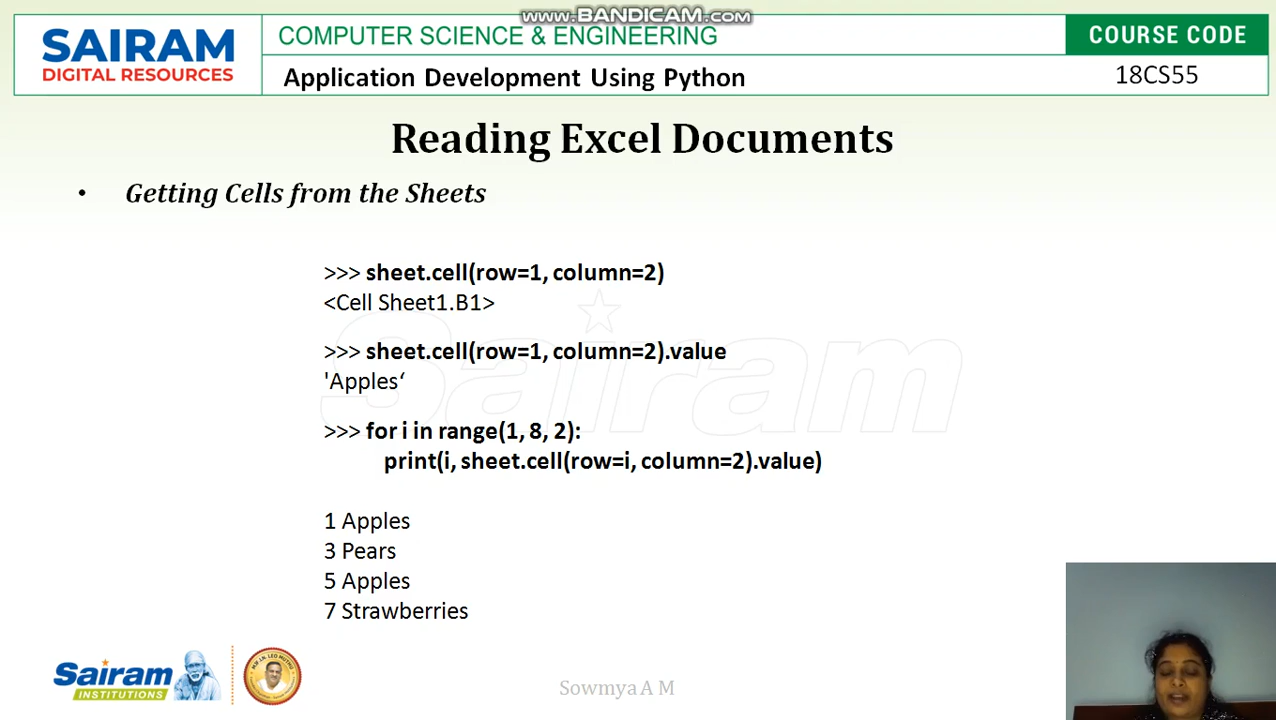 www.BANDICAM.com
SAIRAM
DIGITAL RESOURCES
COMPUTER SCIENCE & ENGINEERING
COURSE CODE
Application Development Using Python
18CS55
Reading Excel Documents
• Getting Cells from the Sheets
>>> sheet.cell(row=1, column=2)
<Cell Sheet1.B1>
>>> sheet.cell(row=1, column=2).value
'Apples‘
>>> for i in range(1, 8, 2):
print(i, sheet.cell(row=i, column=2).value)
1 Apples
3 Pears
5 Apples
7 Strawberries
Sairam
Sairam
INSTITUTIONS
Sowmya A M